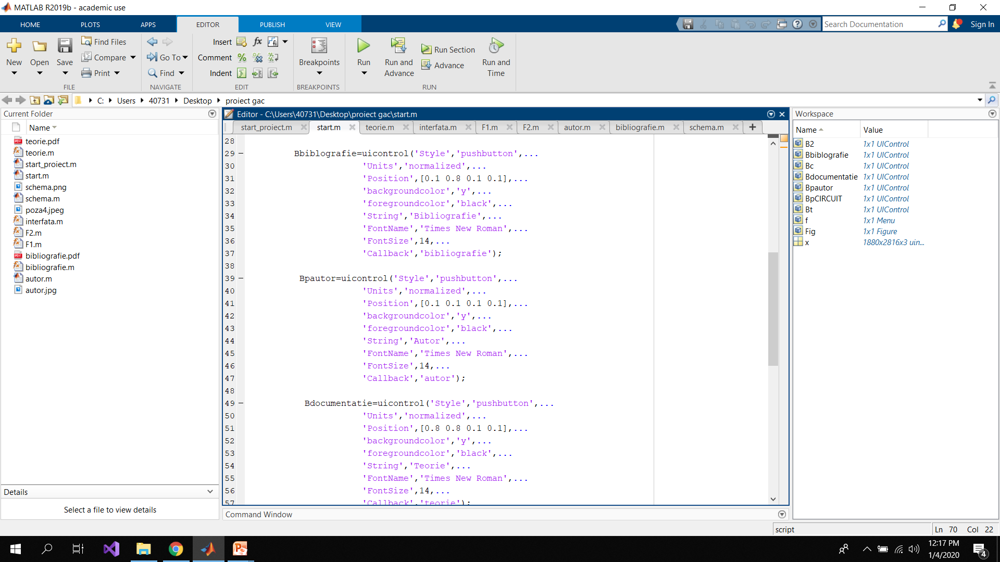 MATLAB R2019b - academic use
HOME PLOTS APPS EDITOR PUBLISH VIEW
Search Documentation
Sign In
New
Open
Save
Find Files
Compare
Print
FILE
Go To
Find
NAVIGATE
Insert
Comment
Indent
EDIT
Breakpoints
BREAKPOINTS
Run
Run and
Advance
Run Section
Advance
Run and
Time
RUN
C: Users 40731 Desktop proiect gac
Current Folder
Name
teorie.pdf
teorie.m
start_proiect.m
start.m
schema.png
schema.m
poza4.jpeg
interfata.m
F2.m
F1.m
bibliografie.pdf
bibliografie.m
autor.m
autor.jpg
Details
Select a file to view details
Editor - C:\Users\40731\Desktop\proiect gac\start.m
start_proiect.m start.m teorie.m interfata.m F1.m F2.m autor.m bibliografie.m schema.m
28
29 – Bbiblografie=uicontrol('Style','pushbutton',...
30 'Units','normalized',...
31 'Position',[0.1 0.8 0.1 0.1],...
32 'backgroundcolor','y',...
33 'foregroundcolor','black',...
34 'String','Bibliografie',...
35 'FontName','Times New Roman',...
36 'FontSize',14,...
37 'Callback','bibliografie');
38
39 – Bpautor=uicontrol('Style','pushbutton',...
40 'Units','normalized',...
41 'Position',[0.1 0.1 0.1 0.1],...
42 'backgroundcolor','y',...
43 'foregroundcolor','black',...
44 'String','Autor',...
45 'FontName','Times New Roman',...
46 'FontSize',14,...
47 'Callback','autor');
48
49 – Bdocumentatie=uicontrol('Style','pushbutton',...
50 'Units','normalized',...
51 'Position',[0.8 0.8 0.1 0.1],...
52 'backgroundcolor','y',...
53 'foregroundcolor','black',...
54 'String','Teorie',...
55 'FontName','Times New Roman',...
56 'FontSize',14,...
57 'Callback','teorie');
Command Window
Workspace
Name Value
B2 1x1 UIControl
Bbiblografie 1x1 UIControl
Bc 1x1 UIControl
Bdocumentatie 1x1 UIControl
Bpautor 1x1 UIControl
BpCIRCUIT 1x1 UIControl
Bt 1x1 UIControl
f 1x1 Menu
Fig 1x1 Figure
x 1880x2816x3 uin...
script
Ln 70 Col 22
12:17 PM
1/4/2020
4